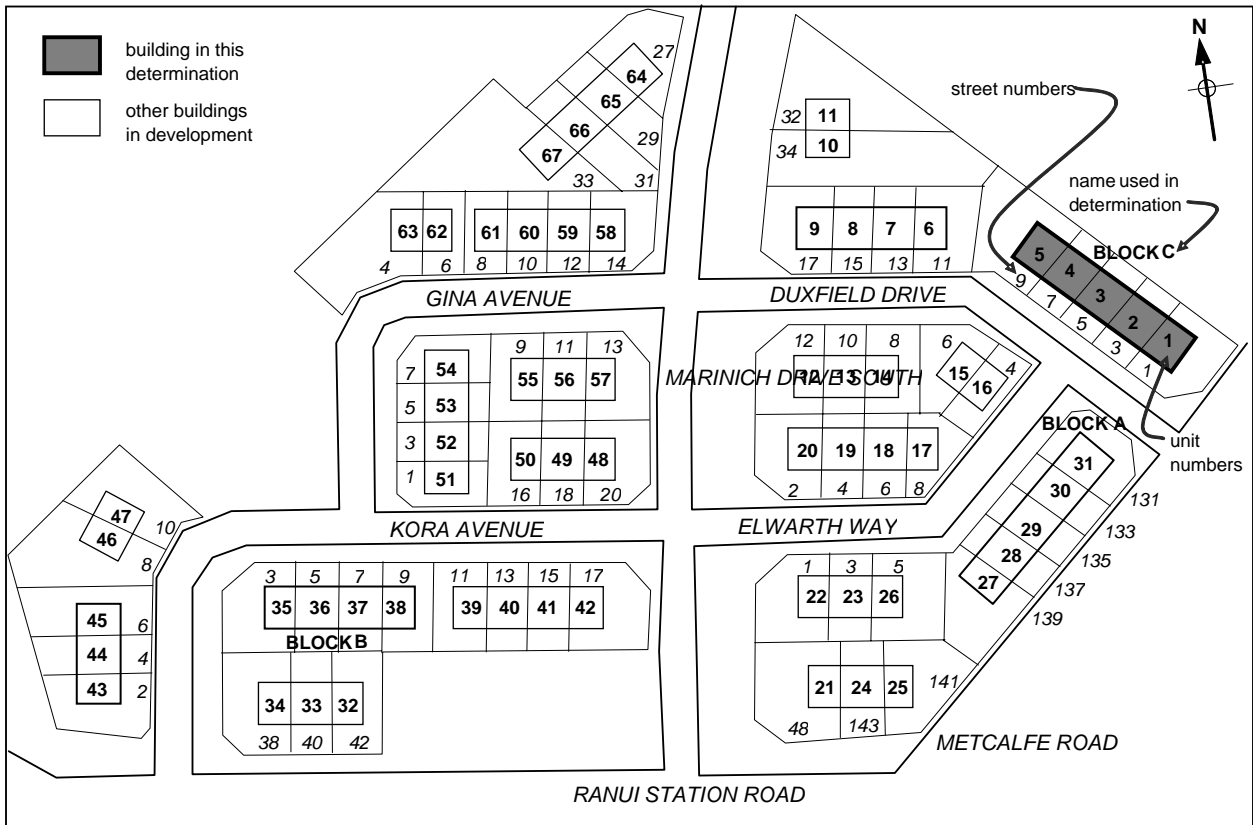 building in this
determination
other buildings
in development
N
street numbers
name used in
determination
unit
numbers
27
64
65
66
67
29
31
33
63 62
61 60 59 58
4 6 8 10 12 14
32 11
34 10
9 8 7 6
17 15 13 11
BLOCK C
5 4 3 2 1
9 7 5 3 1
GINA AVENUE
DUXFIELD DRIVE
MARINICH DRIVE SOUTH
7 54
5 53
3 52
1 51
9 11 13
55 56 57
50 49 48
16 18 20
12 10 8 6 4
12 13 14 15 16
20 19 18 17
2 4 6 8
BLOCK A
31
30
29
28
27
131
133
135
137
139
KORA AVENUE
ELWARTH WAY
47
46
10
8
45 6
44 4
43 2
3 5 7 9
35 36 37 38
BLOCK B
11 13 15 17
39 40 41 42
34 33 32
38 40 42
1 3 5
22 23 26
21 24 25
48 143 141
METCALFE ROAD
RANUI STATION ROAD